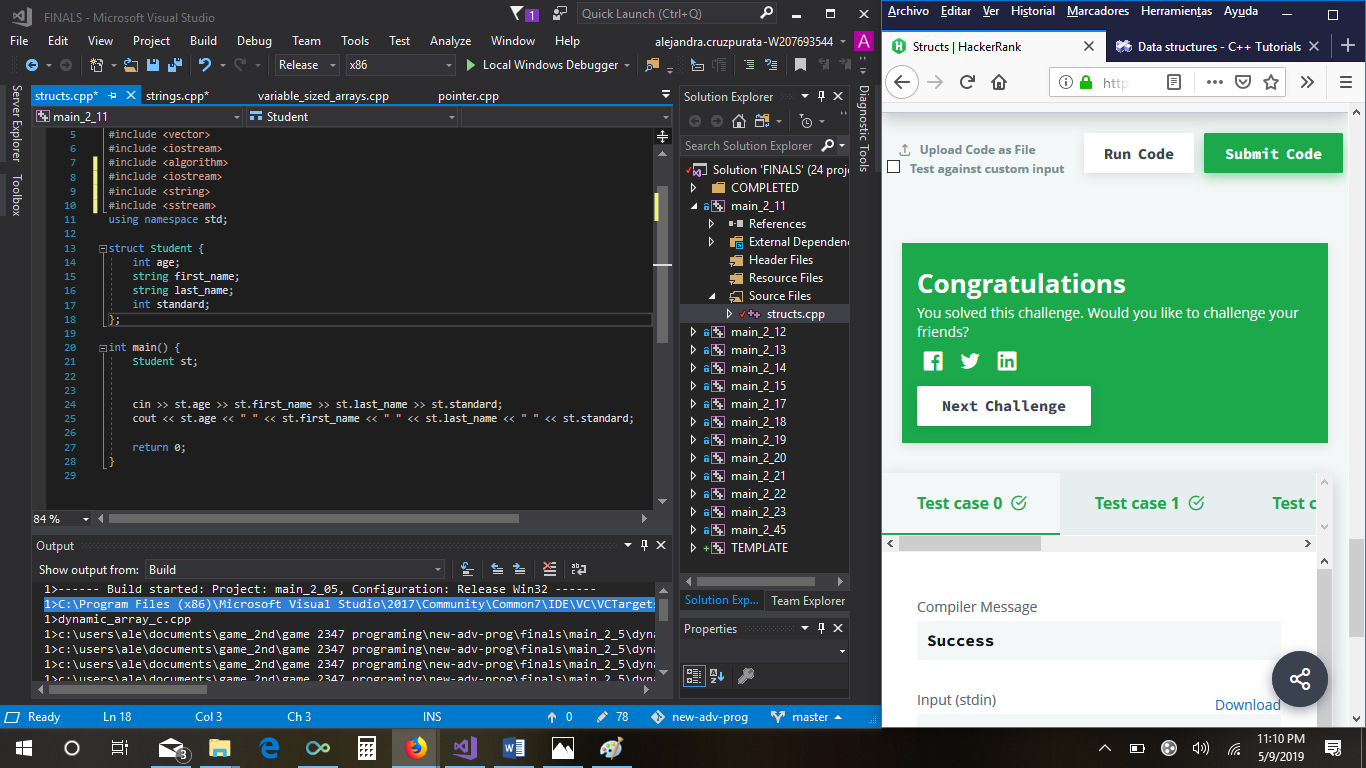 FINALS - Microsoft Visual Studio
1
Quick Launch (Ctrl+Q)
File Edit View Project Build Debug Team Tools Test Analyze Window Help
alejandra.cruzpurata-W207693544
A
Release x86 Local Windows Debugger
Server Explorer
Toolbox
structs.cpp* strings.cpp* variable_sized_arrays.cpp pointer.cpp
main_2_11 Student
5 #include <vector>
6 #include <iostream>
7 #include <algorithm>
8 #include <iostream>
9 #include <string>
10 #include <sstream>
11 using namespace std;
12
13 struct Student {
14 int age;
15 string first_name;
16 string last_name;
17 int standard;
18 };
19
20 int main() {
21 Student st;
22
23
24 cin >> st.age >> st.first_name >> st.last_name >> st.standard;
25 cout << st.age << " " << st.first_name << " " << st.last_name << " " << st.standard;
26
27 return 0;
28 }
29
84 %
Output
Show output from: Build
1>------ Build started: Project: main_2_05, Configuration: Release Win32 ------
1>C:\Program Files (x86)\Microsoft Visual Studio\2017\Community\Common7\IDE\VC\VCTargets
1>dynamic_array_c.cpp
1>c:\users\ale\documents\game_2nd\game 2347 programing\new-adv-prog\finals\main_2_5\dyna
1>c:\users\ale\documents\game_2nd\game 2347 programing\new-adv-prog\finals\main_2_5\dyna
1>c:\users\ale\documents\game_2nd\game 2347 programing\new-adv-prog\finals\main_2_5\dyna
1>c:\users\ale\documents\game_2nd\game 2347 programing\new-adv-prog\finals\main_2_5\dyna
Solution Explorer
Search Solution Explorer
Solution 'FINALS' (24 proj
COMPLETED
main_2_11
References
External Dependen
Header Files
Resource Files
Source Files
structs.cpp
main_2_12
main_2_13
main_2_14
main_2_15
main_2_17
main_2_18
main_2_19
main_2_20
main_2_21
main_2_22
main_2_23
main_2_45
TEMPLATE
Solution Exp... Team Explorer
Properties
Diagnostic Tools
Ready Ln 18 Col 3 Ch 3 INS 0 78 new-adv-prog master
Archivo Editar Ver Historial Marcadores Herramientas Ayuda
Structs | HackerRank Data structures - C++ Tutorials
http
Upload Code as File
Test against custom input
Run Code
Submit Code
Congratulations
You solved this challenge. Would you like to challenge your
friends?
Next Challenge
Test case 0 Test case 1 Test c
Compiler Message
Success
Input (stdin) Download
3
11:10 PM
5/9/2019